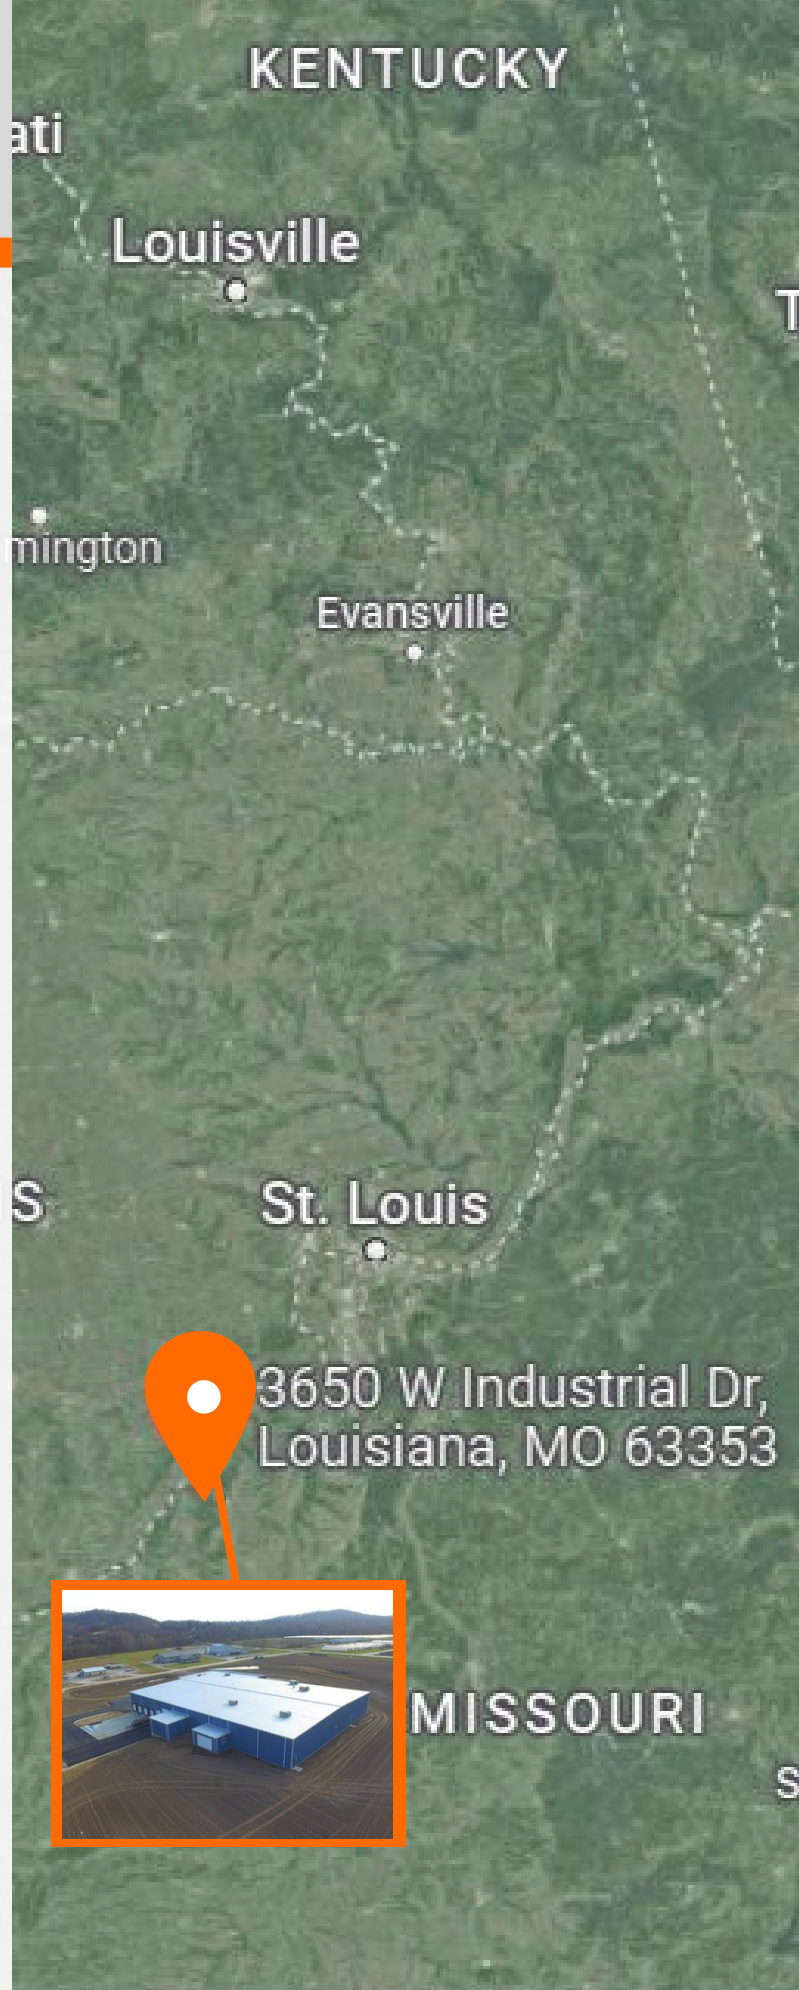 KENTUCKY
ati
Louisville
T
mington
Evansville
S
St. Louis
3650 W Industrial Dr,
Louisiana, MO 63353
MISSOURI
s